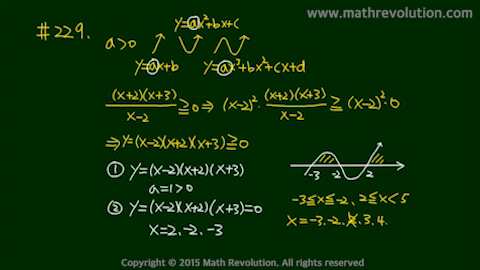 www.mathrevolution.com
#229.
y=ax²+bx+c
a>0
y=ax+b y=ax³+bx²+cx+d
(x+2)(x+3)/x-2 ≥0 ⇒ (x-2)²·(x+2)(x+3)/x-2 ≥ (x-2)²·0
⇒y=(x-2)(x+2)(x+3)≥0
① y=(x-2)(x+2)(x+3)
a=1>0
② y=(x-2)(x+2)(x+3)=0
x=2,-2,-3
-3 -2 2
-3≤x≤-2, 2≤x<5
x=-3,-2,2,3,4.
Copyright © 2015 Math Revolution. All rights reserved